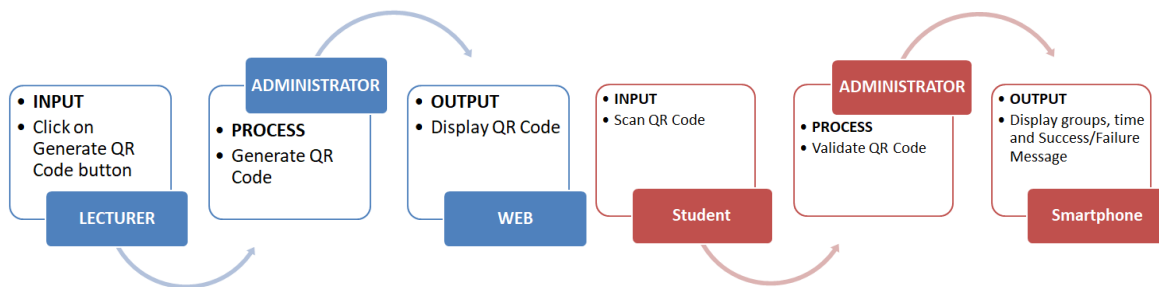 • INPUT
• Click on
Generate QR
Code button
LECTURER
ADMINISTRATOR
• PROCESS
• Generate QR
Code
• OUTPUT
• Display QR Code
WEB
• INPUT
• Scan QR Code
Student
ADMINISTRATOR
• PROCESS
• Validate QR Code
• OUTPUT
• Display groups, time
and Success/Failure
Message
Smartphone